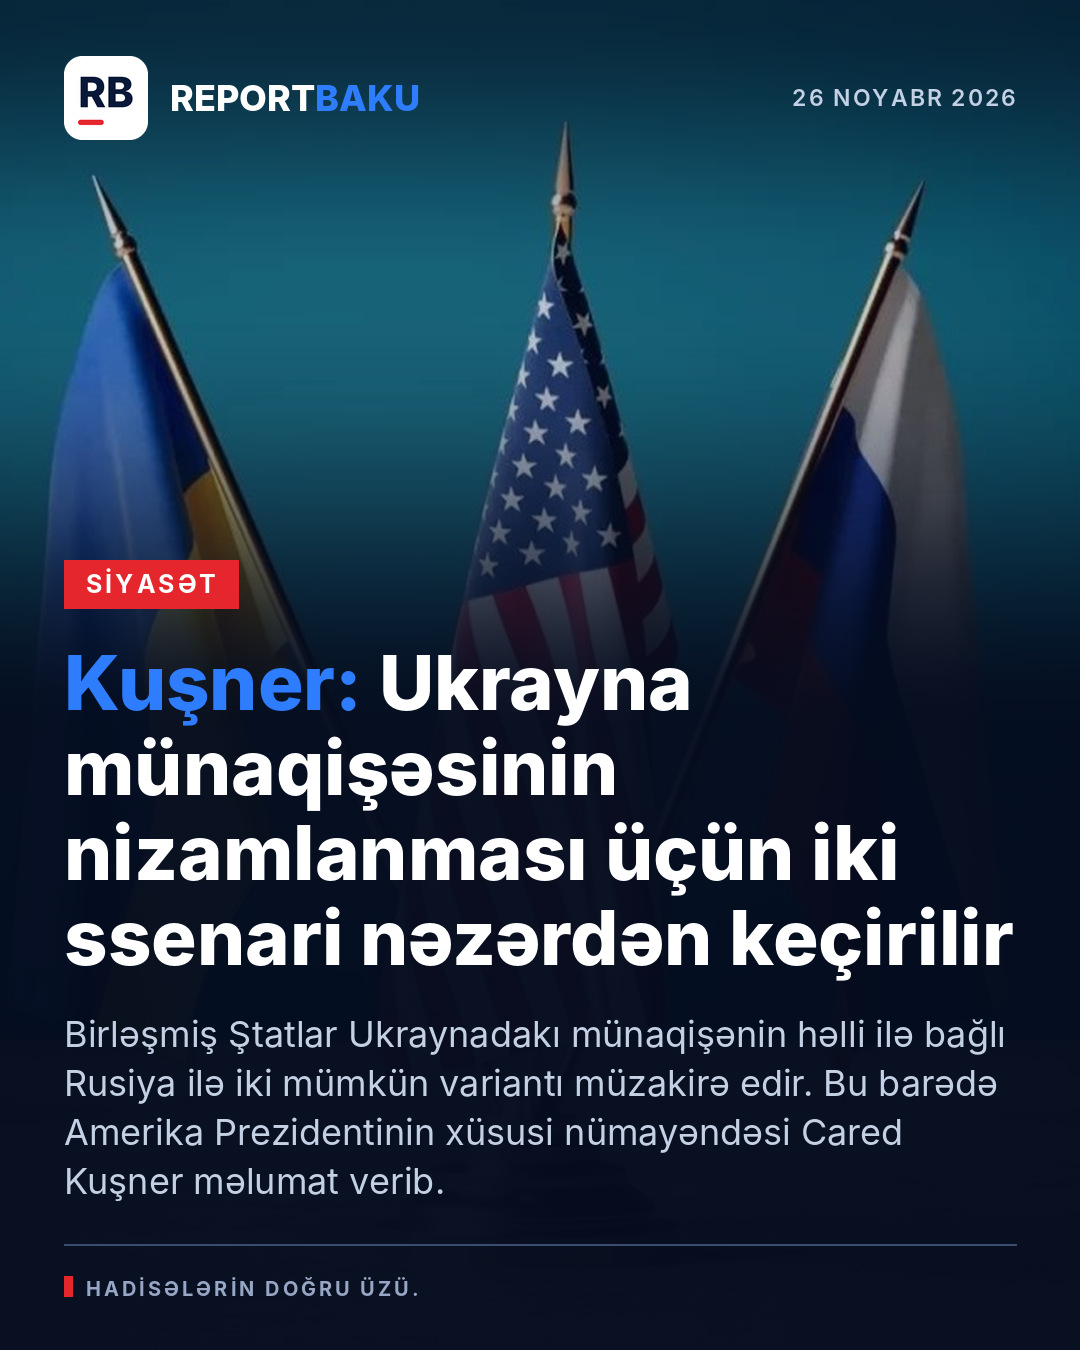 RB
REPORTBAKU
26 NOYABR 2026
SİYASƏT
Kuşner: Ukrayna
münaqişəsinin
nizamlanması üçün iki
ssenari nəzərdən keçirilir
Birləşmiş Ştatlar Ukraynadakı münaqişənin həlli ilə bağlı
Rusiya ilə iki mümkün variantı müzakirə edir. Bu barədə
Amerika Prezidentinin xüsusi nümayəndəsi Cared
Kuşner məlumat verib.
HADİSƏLƏRİN DOĞRU ÜZÜ.